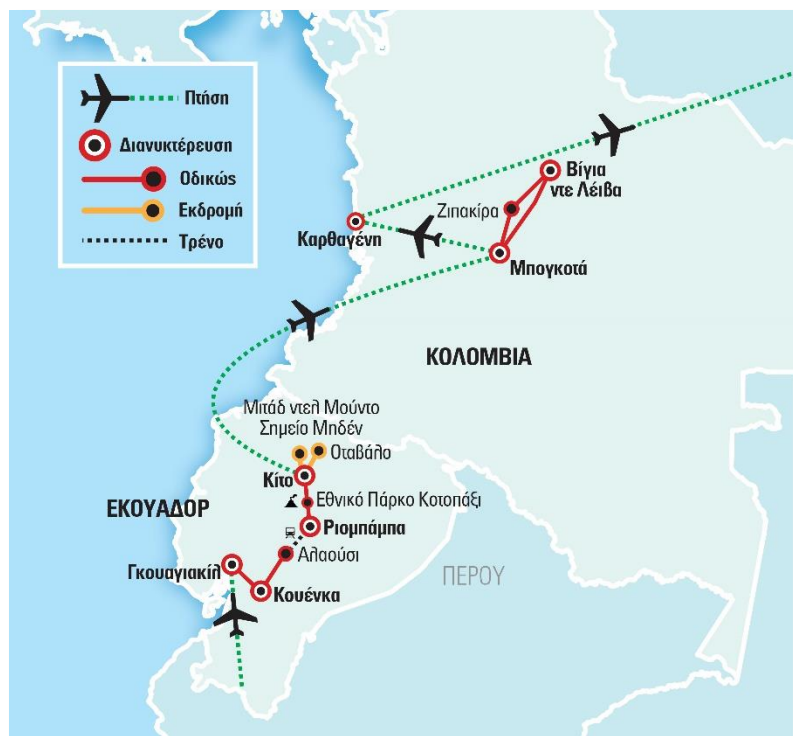 Πτήση
Διανυκτέρευση
Οδικώς
Εκδρομή
Τρένο
Βίγια
ντε Λέιβα
Ζιπακίρα
Καρθαγένη
Μπογκοτά
ΚΟΛΟΜΒΙΑ
Μιτάδ ντελ Μούντο
Σημείο Μηδέν
Οταβάλο
Κίτο
Εθνικό Πάρκο Κοτοπάξι
ΕΚΟΥΑΔΟΡ
Ριομπάμπα
Αλαούσι
Γκουαγιακίλ
ΠΕΡΟΥ
Κουένκα